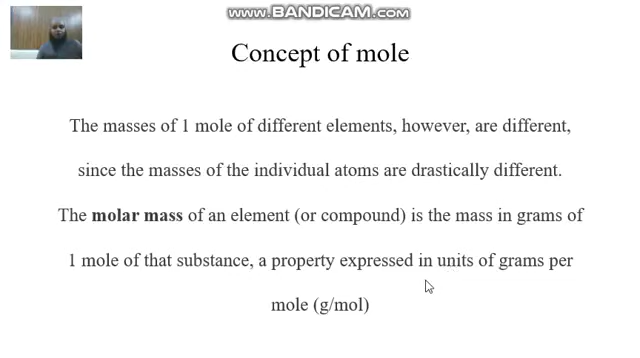 WWW.BANDICAM.COM
Concept of mole
The masses of 1 mole of different elements, however, are different,
since the masses of the individual atoms are drastically different.
The molar mass of an element (or compound) is the mass in grams of
1 mole of that substance, a property expressed in units of grams per
mole (g/mol)